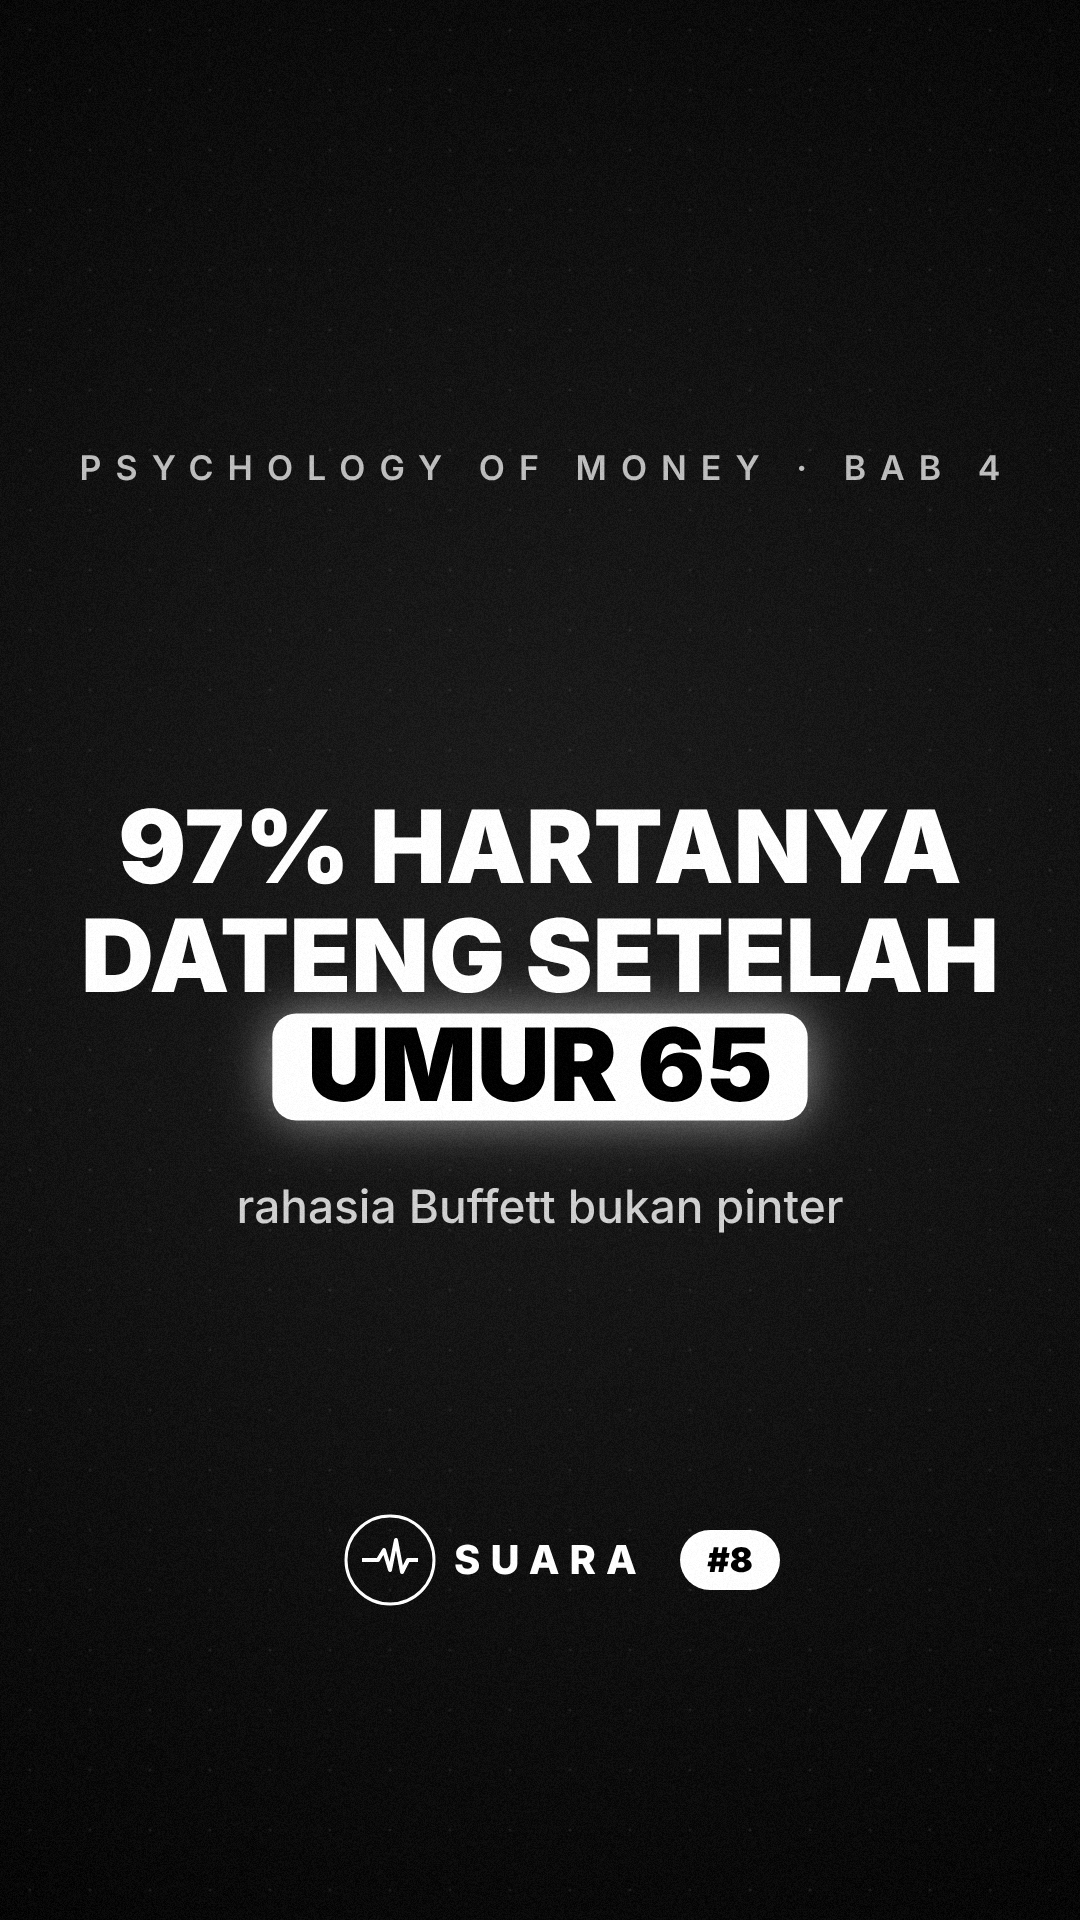 PSYCHOLOGY OF MONEY · BAB 4
97% HARTANYA
DATENG SETELAH
UMUR 65
rahasia Buffett bukan pinter
SUARA #8